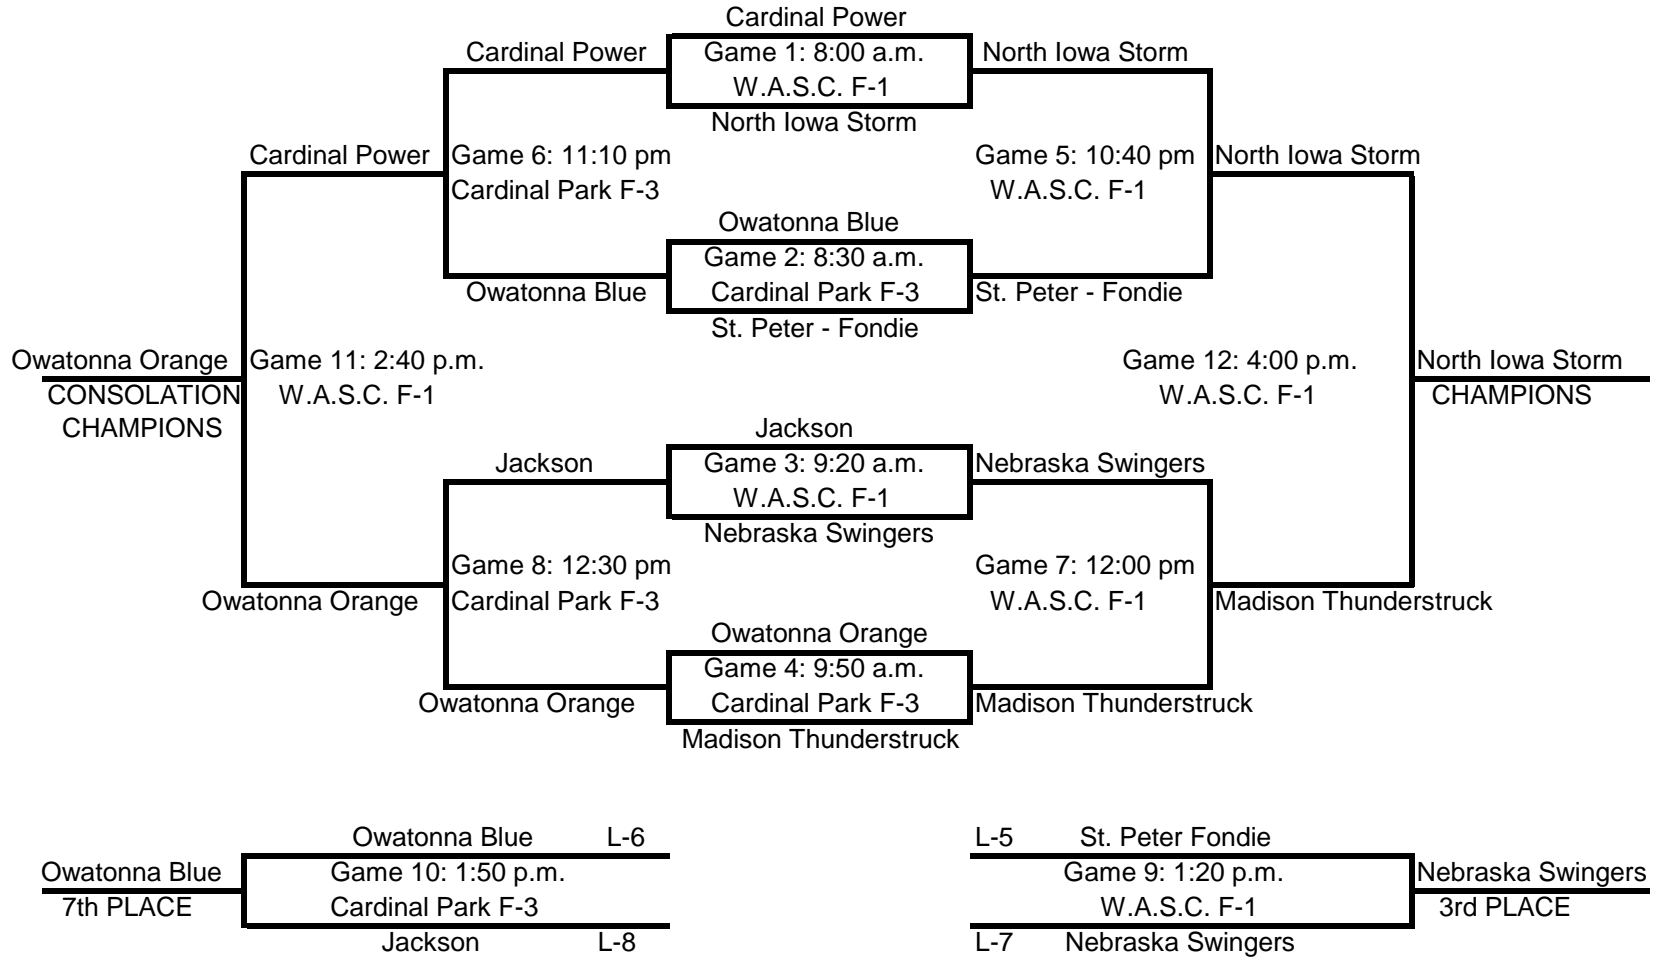 Cardinal Power
Cardinal Power
Game 1: 8:00 a.m.
North Iowa Storm
W.A.S.C. F-1
North Iowa Storm
Cardinal Power
Game 6: 11:10 pm
Game 5: 10:40 pm
North Iowa Storm
Cardinal Park F-3
W.A.S.C. F-1
Owatonna Blue
Game 2: 8:30 a.m.
Owatonna Blue
Cardinal Park F-3
St. Peter - Fondie
St. Peter - Fondie
Owatonna Orange
Game 11: 2:40 p.m.
Game 12: 4:00 p.m.
North Iowa Storm
CONSOLATION
W.A.S.C. F-1
W.A.S.C. F-1
CHAMPIONS
CHAMPIONS
Jackson
Jackson
Game 3: 9:20 a.m.
Nebraska Swingers
W.A.S.C. F-1
Nebraska Swingers
Game 8: 12:30 pm
Game 7: 12:00 pm
Owatonna Orange
Cardinal Park F-3
W.A.S.C. F-1
Madison Thunderstruck
Owatonna Orange
Game 4: 9:50 a.m.
Owatonna Orange
Cardinal Park F-3
Madison Thunderstruck
Madison Thunderstruck
Owatonna Blue L-6
L-5 St. Peter Fondie
Owatonna Blue
Game 10: 1:50 p.m.
Game 9: 1:20 p.m.
Nebraska Swingers
7th PLACE
Cardinal Park F-3
W.A.S.C. F-1
3rd PLACE
Jackson L-8
L-7 Nebraska Swingers